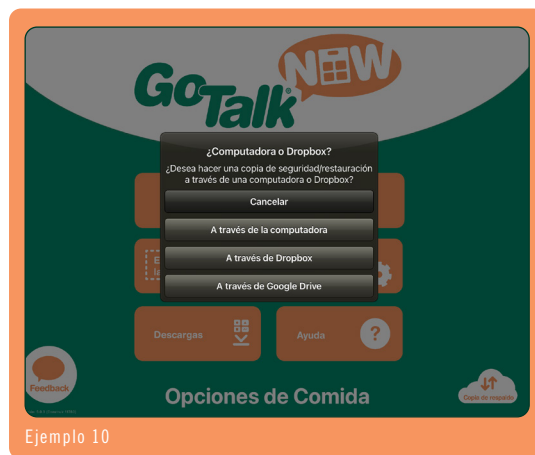 GoTalk NOW
¿Computadora o Dropbox?
¿Desea hacer una copia de seguridad/restauración
a través de una computadora o Dropbox?
Cancelar
A través de la computadora
A través de Dropbox
A través de Google Drive
Descargas
Ayuda
?
Feedback
Opciones de Comida
Copia de respaldo
Ejemplo 10